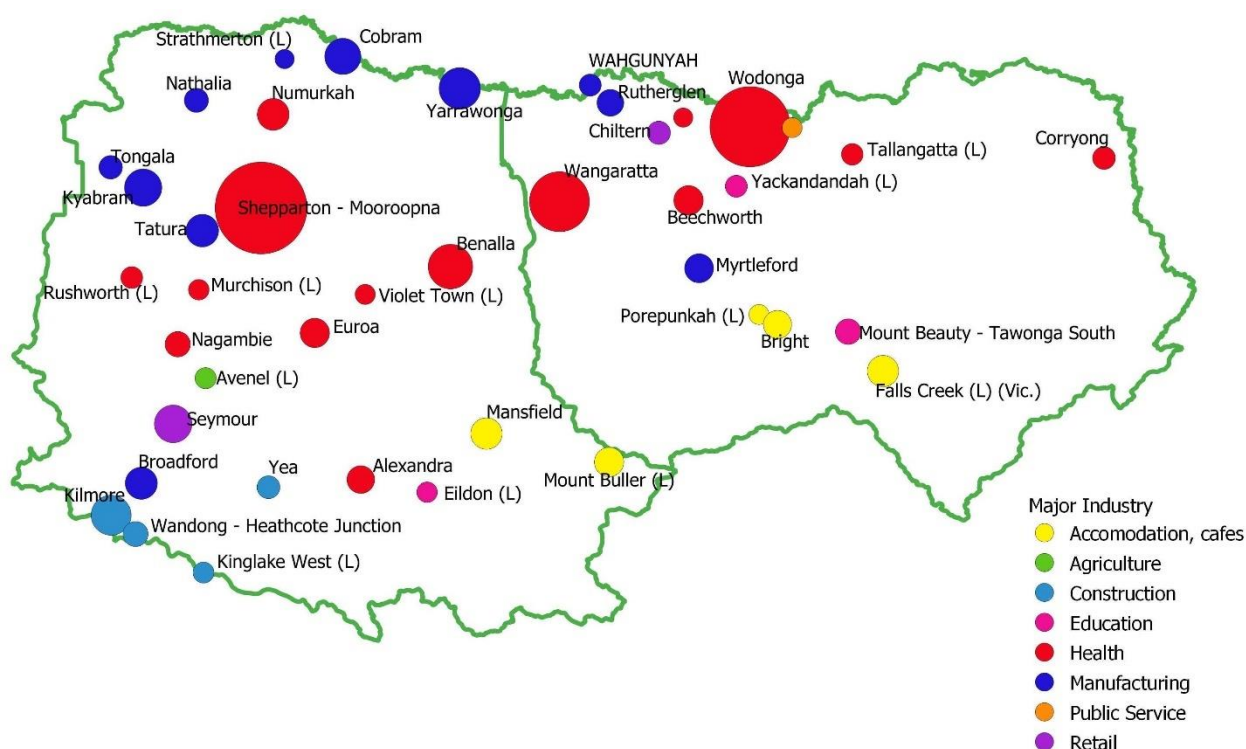 Strathmerton (L)
Cobram
WAHGUNYAH
Wodonga
Nathalia
Numurkah
Yarrawonga
Rutherglen
Chiltern
Tallangatta (L)
Corryong
Tongala
Kyabram
Wangaratta
Yackandandah (L)
Shepparton - Mooroopna
Beechworth
Tatura
Benalla
Myrtleford
Rushworth (L)
Murchison (L)
Violet Town (L)
Porepunkah (L)
Euroa
Nagambie
Bright
Mount Beauty - Tawonga South
Avenel (L)
Falls Creek (L) (Vic.)
Seymour
Mansfield
Broadford
Yea
Alexandra
Mount Buller (L)
Kilmore
Eildon (L)
Wandong - Heathcote Junction
Kinglake West (L)
Major Industry
Accomodation, cafes
Agriculture
Construction
Education
Health
Manufacturing
Public Service
Retail